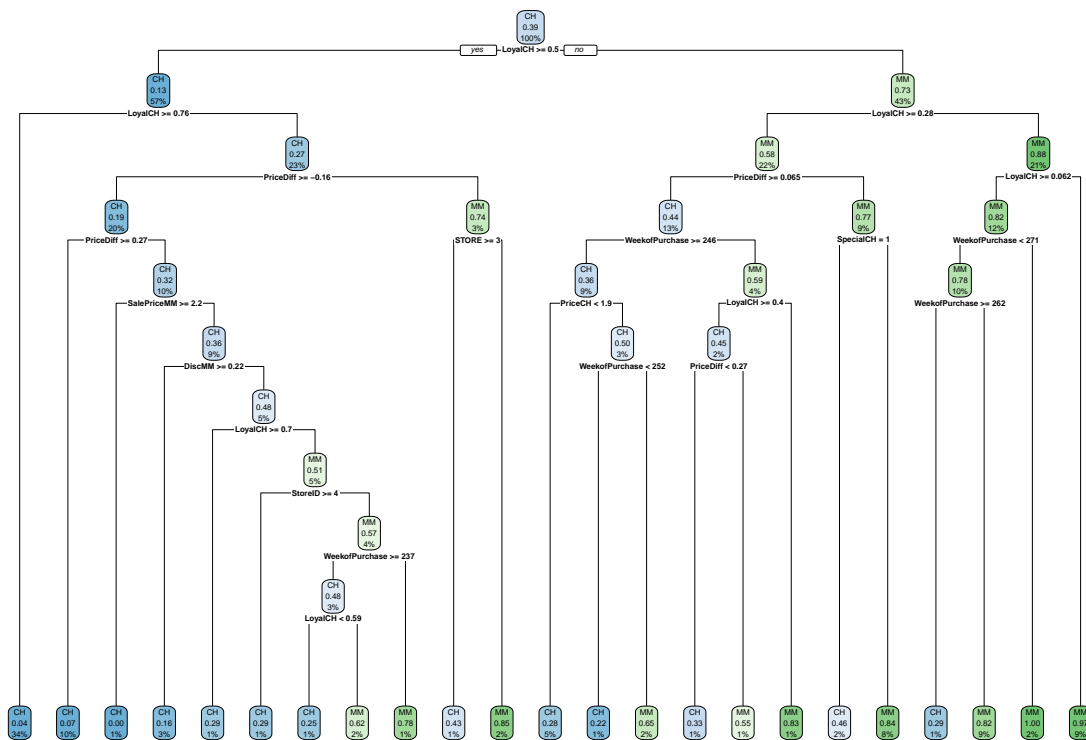 CH
0.39
100%
yes LoyalCH >= 0.5 no
CH
0.13
57%
LoyalCH >= 0.76
MM
0.73
43%
LoyalCH >= 0.28
CH
0.27
23%
PriceDiff >= −0.16
MM
0.58
22%
PriceDiff >= 0.065
MM
0.88
21%
LoyalCH >= 0.062
CH
0.19
20%
PriceDiff >= 0.27
MM
0.74
3%
STORE >= 3
CH
0.44
13%
WeekofPurchase >= 246
MM
0.77
9%
SpecialCH = 1
MM
0.82
12%
WeekofPurchase < 271
CH
0.32
10%
SalePriceMM >= 2.2
CH
0.36
9%
PriceCH < 1.9
MM
0.59
4%
LoyalCH >= 0.4
MM
0.78
10%
WeekofPurchase >= 262
CH
0.36
9%
DiscMM >= 0.22
CH
0.50
3%
WeekofPurchase < 252
CH
0.45
2%
PriceDiff < 0.27
CH
0.48
5%
LoyalCH >= 0.7
MM
0.51
5%
StoreID >= 4
MM
0.57
4%
WeekofPurchase >= 237
CH
0.48
3%
LoyalCH < 0.59
CH
0.04
34%
CH
0.07
10%
CH
0.00
1%
CH
0.16
3%
CH
0.29
1%
CH
0.29
1%
CH
0.25
1%
MM
0.62
2%
MM
0.78
1%
CH
0.43
1%
MM
0.85
2%
CH
0.28
5%
CH
0.22
1%
MM
0.65
2%
CH
0.33
1%
MM
0.55
1%
MM
0.83
1%
CH
0.46
2%
MM
0.84
8%
CH
0.29
1%
MM
0.82
9%
MM
1.00
2%
MM
0.97
9%